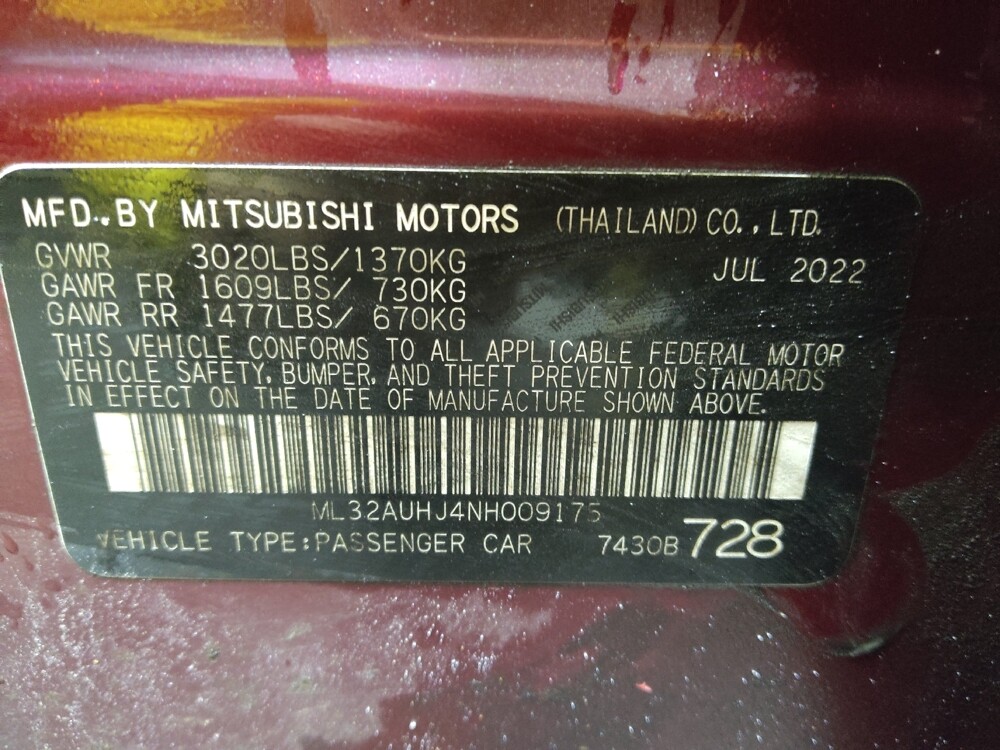 MFD. BY MITSUBISHI MOTORS (THAILAND) CO., LTD.
GVWR 3020LBS/1370KG JUL 2022
GAWR FR 1609LBS/ 730KG
GAWR RR 1477LBS/ 670KG
THIS VEHICLE CONFORMS TO ALL APPLICABLE FEDERAL MOTOR
VEHICLE SAFETY, BUMPER, AND THEFT PREVENTION STANDARDS
IN EFFECT ON THE DATE OF MANUFACTURE SHOWN ABOVE.
ML32AUHJ4NH009175
VEHICLE TYPE:PASSENGER CAR 7430B 728